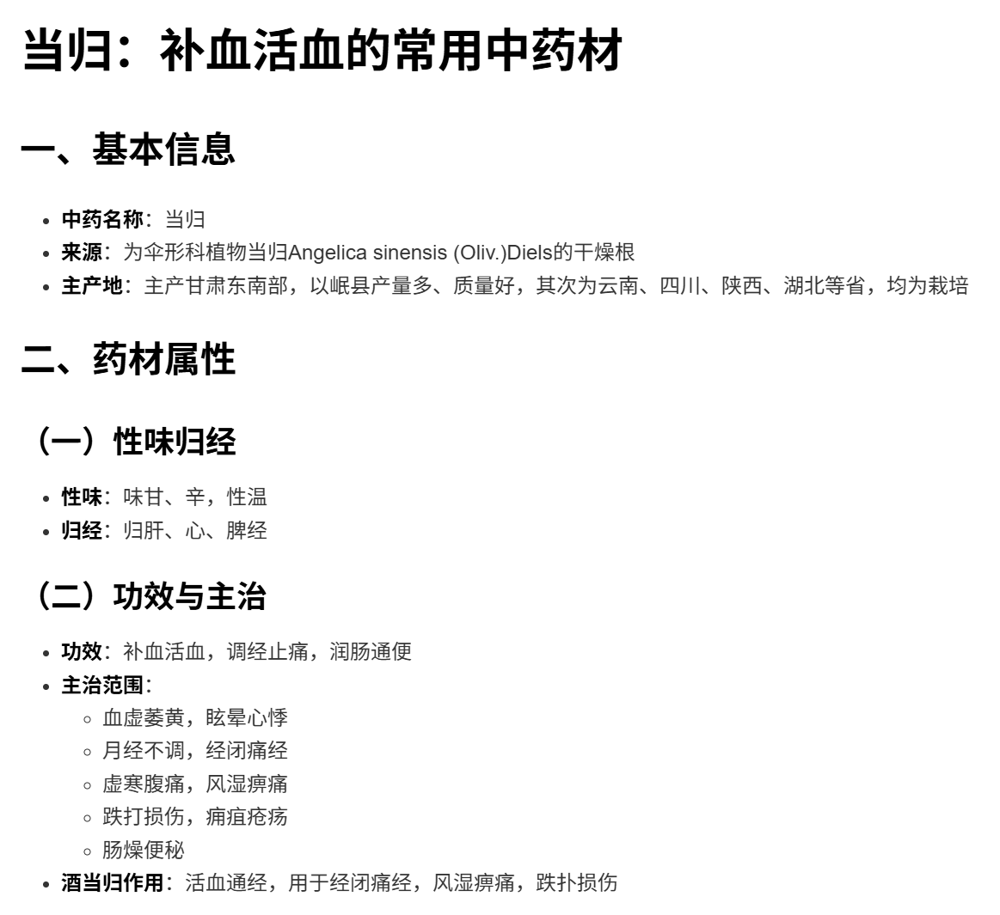 当归：补血活血的常用中药材
一、基本信息
中药名称：当归
来源：为伞形科植物当归Angelica sinensis (Oliv.)Diels的干燥根
主产地：主产甘肃东南部，以岷县产量多、质量好，其次为云南、四川、陕西、湖北等省，均为栽培
二、药材属性
（一）性味归经
性味：味甘、辛，性温
归经：归肝、心、脾经
（二）功效与主治
功效：补血活血，调经止痛，润肠通便
主治范围：
血虚萎黄，眩晕心悸
月经不调，经闭痛经
虚寒腹痛，风湿痹痛
跌打损伤，痈疽疮疡
肠燥便秘
酒当归作用：活血通经，用于经闭痛经，风湿痹痛，跌扑损伤